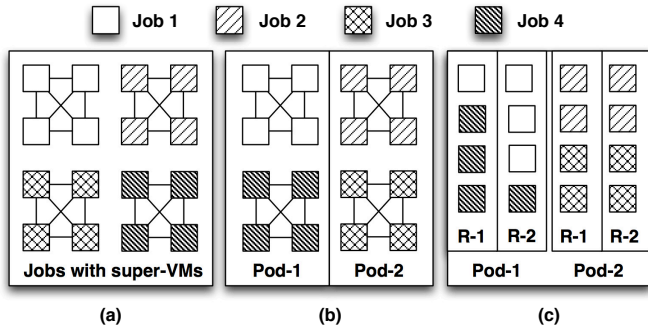 Job 1 Job 2 Job 3 Job 4
R-1 R-2 R-1 R-2
Jobs with super-VMs Pod-1 Pod-2 Pod-1 Pod-2
(a) (b) (c)